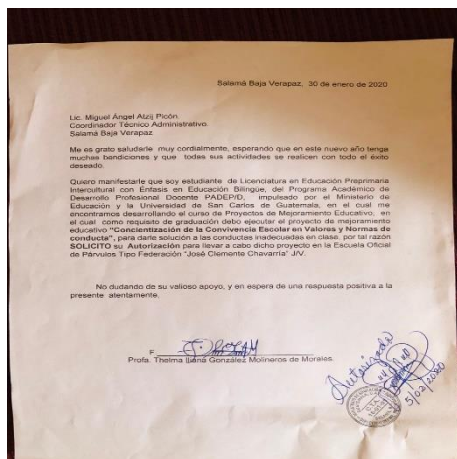 Salamá Baja Verapaz, 30 de enero de 2020
Lic. Miguel Ángel Alzij Picón.
Coordinador Técnico Administrativo.
Salamá Baja Verapaz
Me es grato saludarle muy cordialmente, esperando que en este nuevo año tenga
muchas bendiciones y que todas sus actividades se realicen con todo el éxito
deseado.
Quiero manifestarle que soy estudiante de Licenciatura en Educación Preprimaria
Intercultural con Énfasis en Educación Bilingüe, del Programa Académico de
Desarrollo Profesional Docente PADEP/D, impulsado por el Ministerio de
Educación y la Universidad de San Carlos de Guatemala, en el cual me
encontramos desarrollando el curso de Proyectos de Mejoramiento Educativo, en
el cual como requisito de graduación debo ejecutar el proyecto de mejoramiento
educativo "Concientización de la Convivencia Escolar en Valores y Normas de
conducta", para darle solución a las conductas inadecuadas en clase, por tal razón
SOLICITO su Autorización para llevar a cabo dicho proyecto en la Escuela Oficial
de Párvulos Tipo Federación "José Clemente Chavarría" J/V.
No dudando de su valioso apoyo, y en espera de una respuesta positiva a la
presente atentamente.
F
Profa. Thelma Iliana González Molineros de Morales.
Autorizado
5/02/2020